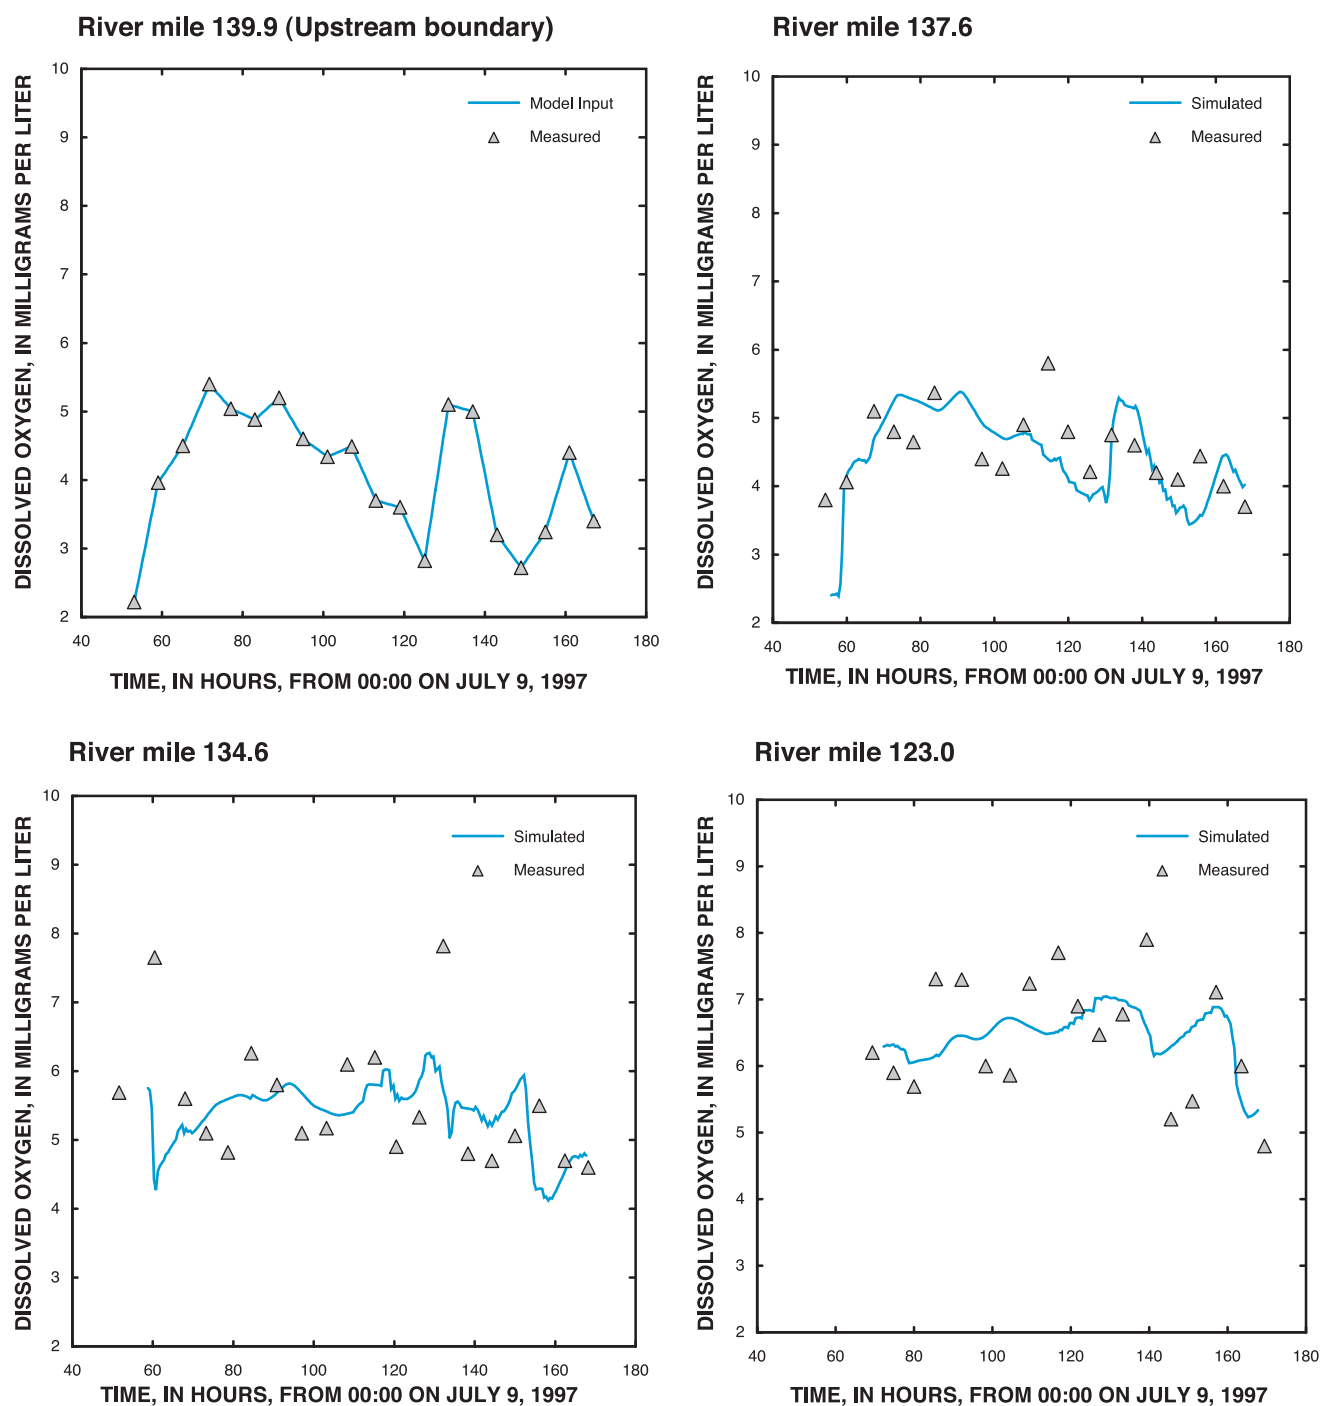 River mile 139.9 (Upstream boundary)
DISSOLVED OXYGEN, IN MILLIGRAMS PER LITER
10
9
8
7
6
5
4
3
2
Model Input
Measured
40 60 80 100 120 140 160 180
TIME, IN HOURS, FROM 00:00 ON JULY 9, 1997
River mile 137.6
DISSOLVED OXYGEN, IN MILLIGRAMS PER LITER
10
9
8
7
6
5
4
3
2
Simulated
Measured
40 60 80 100 120 140 160 180
TIME, IN HOURS, FROM 00:00 ON JULY 9, 1997
River mile 134.6
DISSOLVED OXYGEN, IN MILLIGRAMS PER LITER
10
9
8
7
6
5
4
3
2
Simulated
Measured
40 60 80 100 120 140 160 180
TIME, IN HOURS, FROM 00:00 ON JULY 9, 1997
River mile 123.0
DISSOLVED OXYGEN, IN MILLIGRAMS PER LITER
10
9
8
7
6
5
4
3
2
Simulated
Measured
40 60 80 100 120 140 160 180
TIME, IN HOURS, FROM 00:00 ON JULY 9, 1997